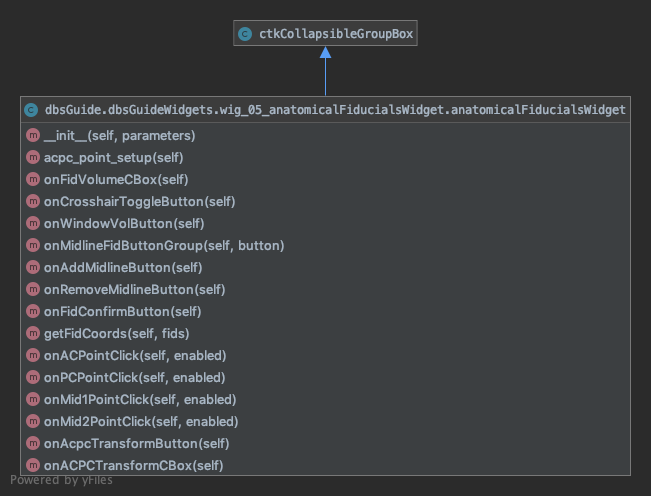 C ctkCollapsibleGroupBox
C dbsGuide.dbsGuideWidgets.wig_05_anatomicalFiducialsWidget.anatomicalFiducialsWidget
m __init__(self, parameters)
m acpc_point_setup(self)
m onFidVolumeCBox(self)
m onCrosshairToggleButton(self)
m onWindowVolButton(self)
m onMidlineFidButtonGroup(self, button)
m onAddMidlineButton(self)
m onRemoveMidlineButton(self)
m onFidConfirmButton(self)
m getFidCoords(self, fids)
m onACPointClick(self, enabled)
m onPCPointClick(self, enabled)
m onMid1PointClick(self, enabled)
m onMid2PointClick(self, enabled)
m onAcpcTransformButton(self)
m onACPCTransformCBox(self)
Powered by yFiles